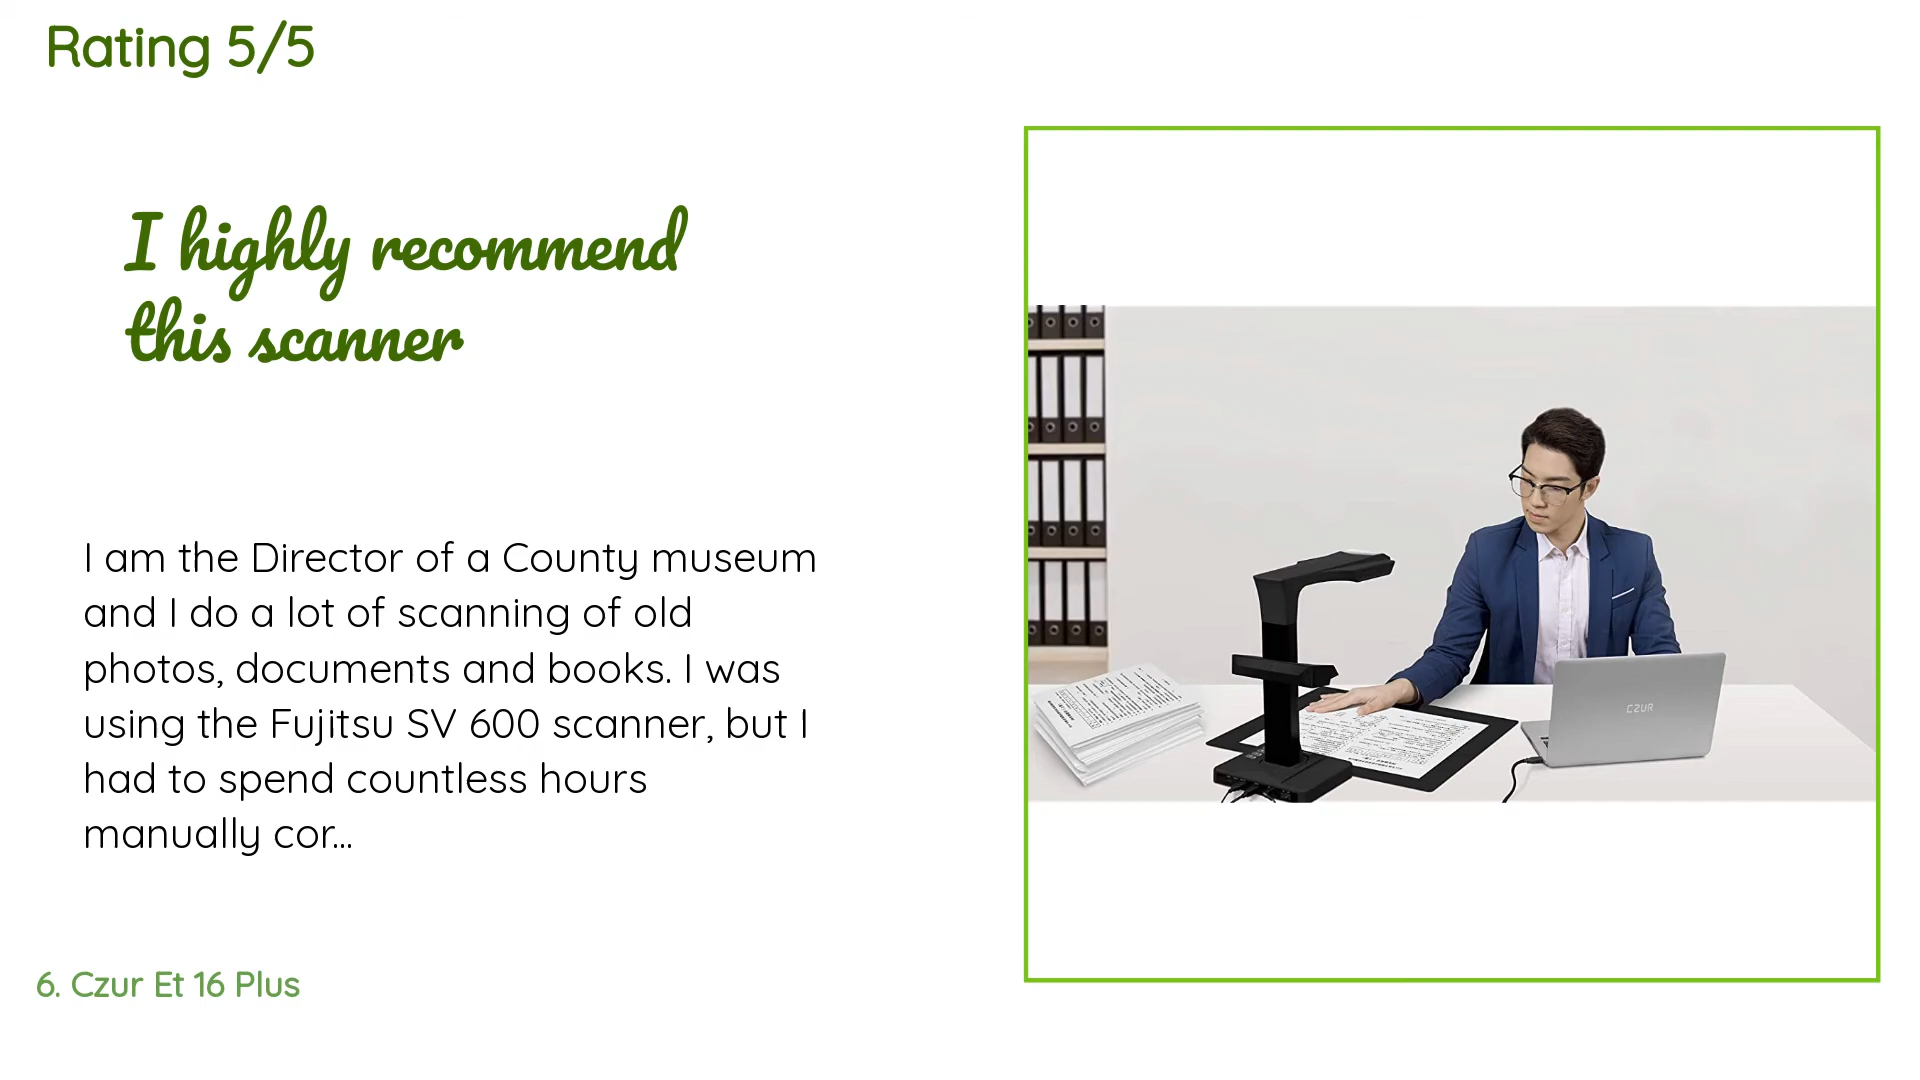 Rating 5/5
I highly recommend
this scanner
I am the Director of a County museum
and I do a lot of scanning of old
photos, documents and books. I was
using the Fujitsu SV 600 scanner, but I
had to spend countless hours
manually cor...
6. Czur Et 16 Plus
CZUR